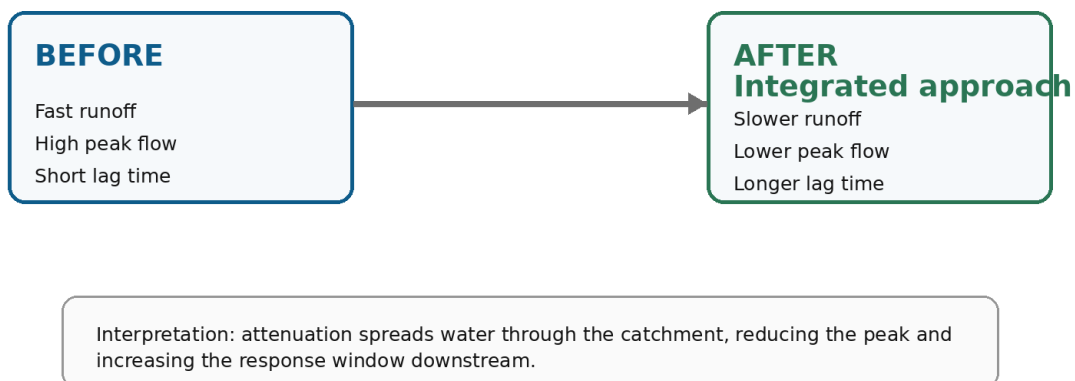 BEFORE
Fast runoff
High peak flow
Short lag time
AFTER
Integrated approach
Slower runoff
Lower peak flow
Longer lag time
Interpretation: attenuation spreads water through the catchment, reducing the peak and
increasing the response window downstream.